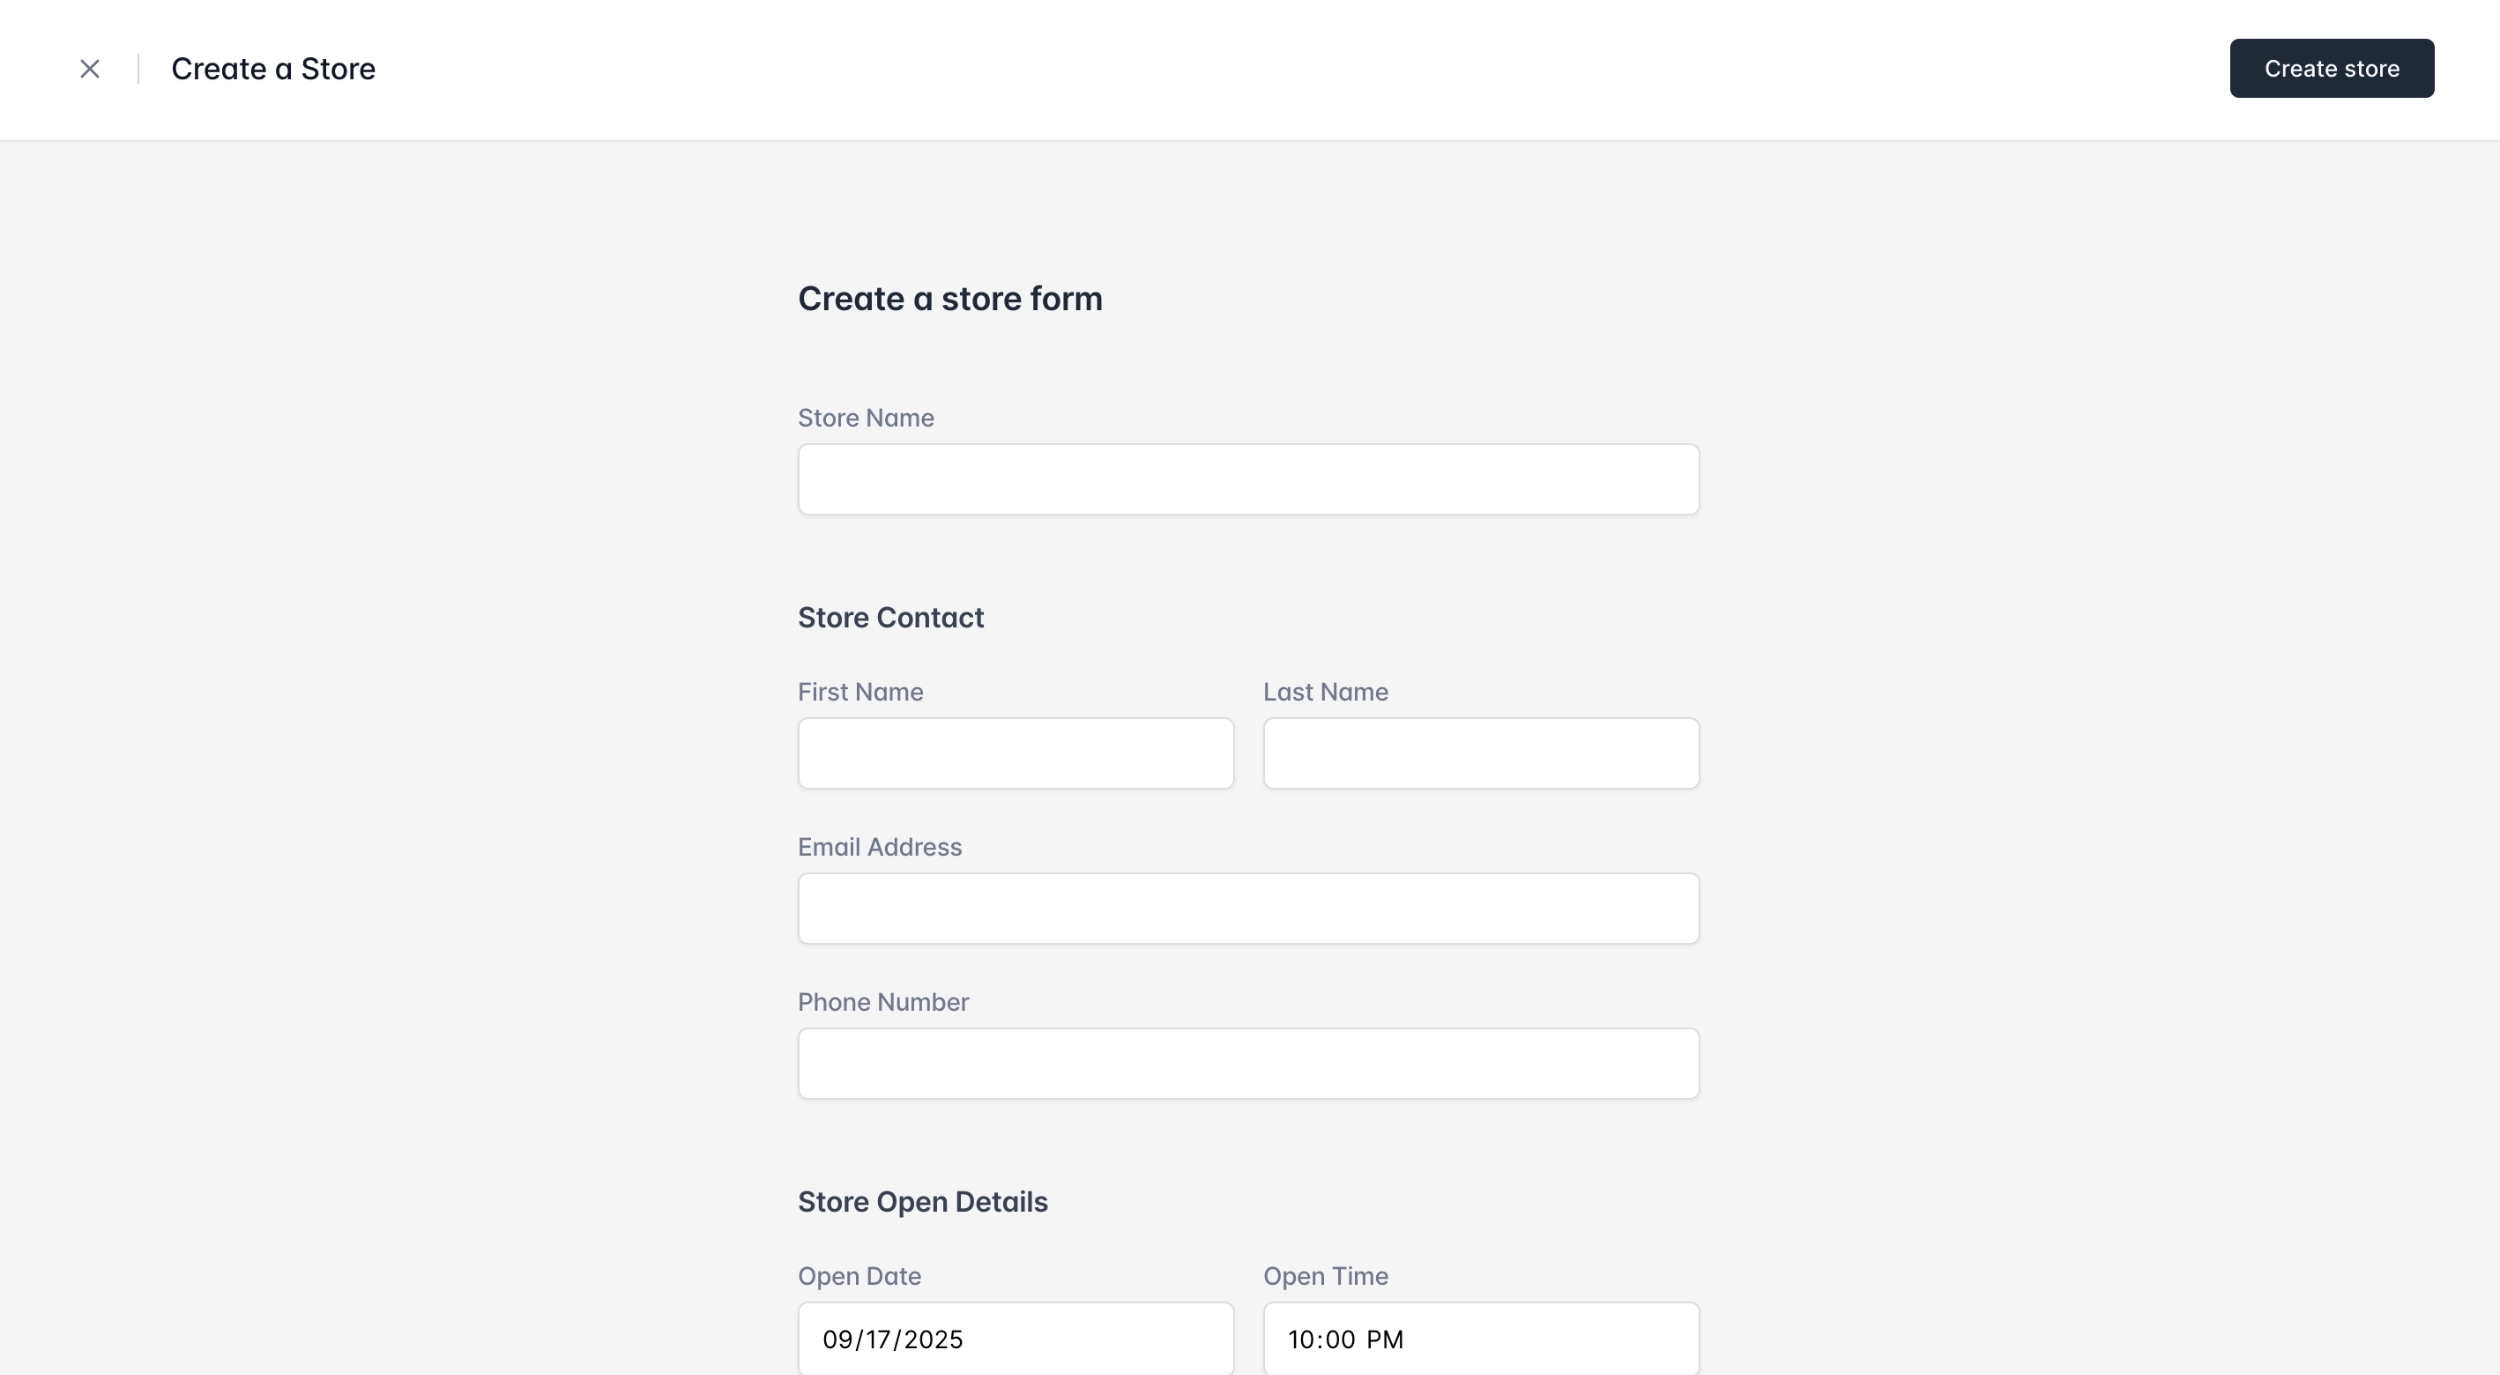 Create a Store
Create store
Create a store form
Store Name
Store Contact
First Name
Last Name
Email Address
Phone Number
Store Open Details
Open Date
Open Time
09/17/2025
10:00 PM